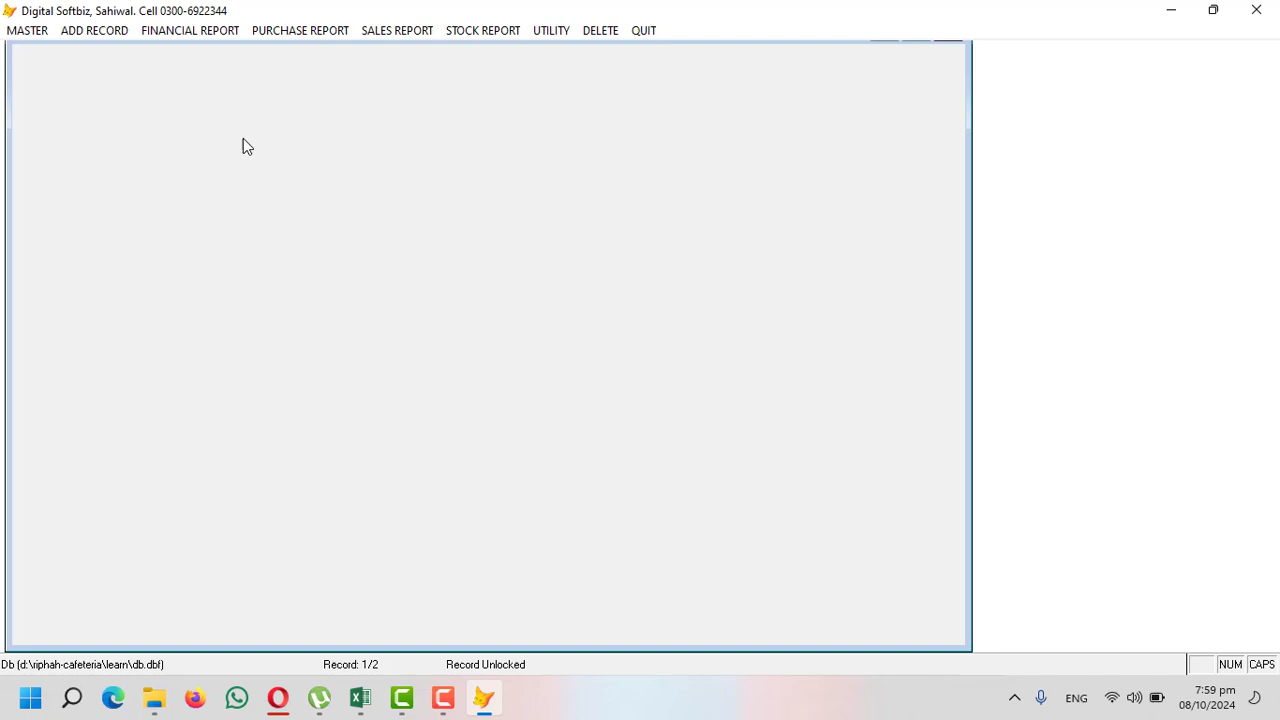 Digital Softbiz, Sahiwal. Cell 0300-6922344
MASTER ADD RECORD FINANCIAL REPORT PURCHASE REPORT SALES REPORT STOCK REPORT UTILITY DELETE QUIT
Db (d:\riphah-cafeteria\learn\db.dbf) Record: 1/2 Record Unlocked NUM CAPS
ENG 7:59 pm
08/10/2024